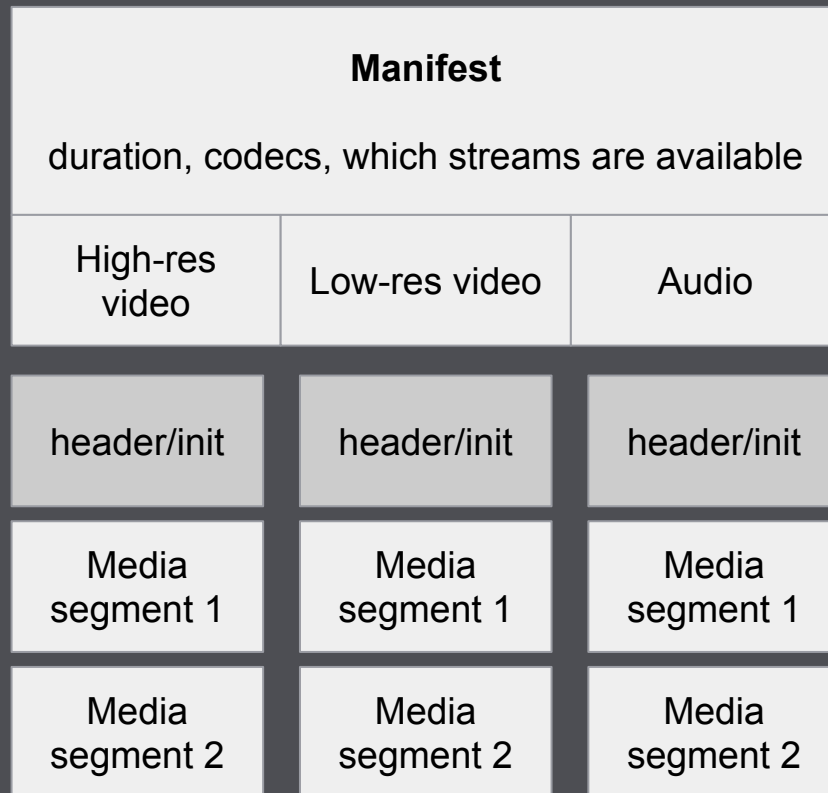 Manifest
duration, codecs, which streams are available
High-res
video
Low-res video
Audio
header/init
header/init
header/init
Media
segment 1
Media
segment 1
Media
segment 1
Media
segment 2
Media
segment 2
Media
segment 2